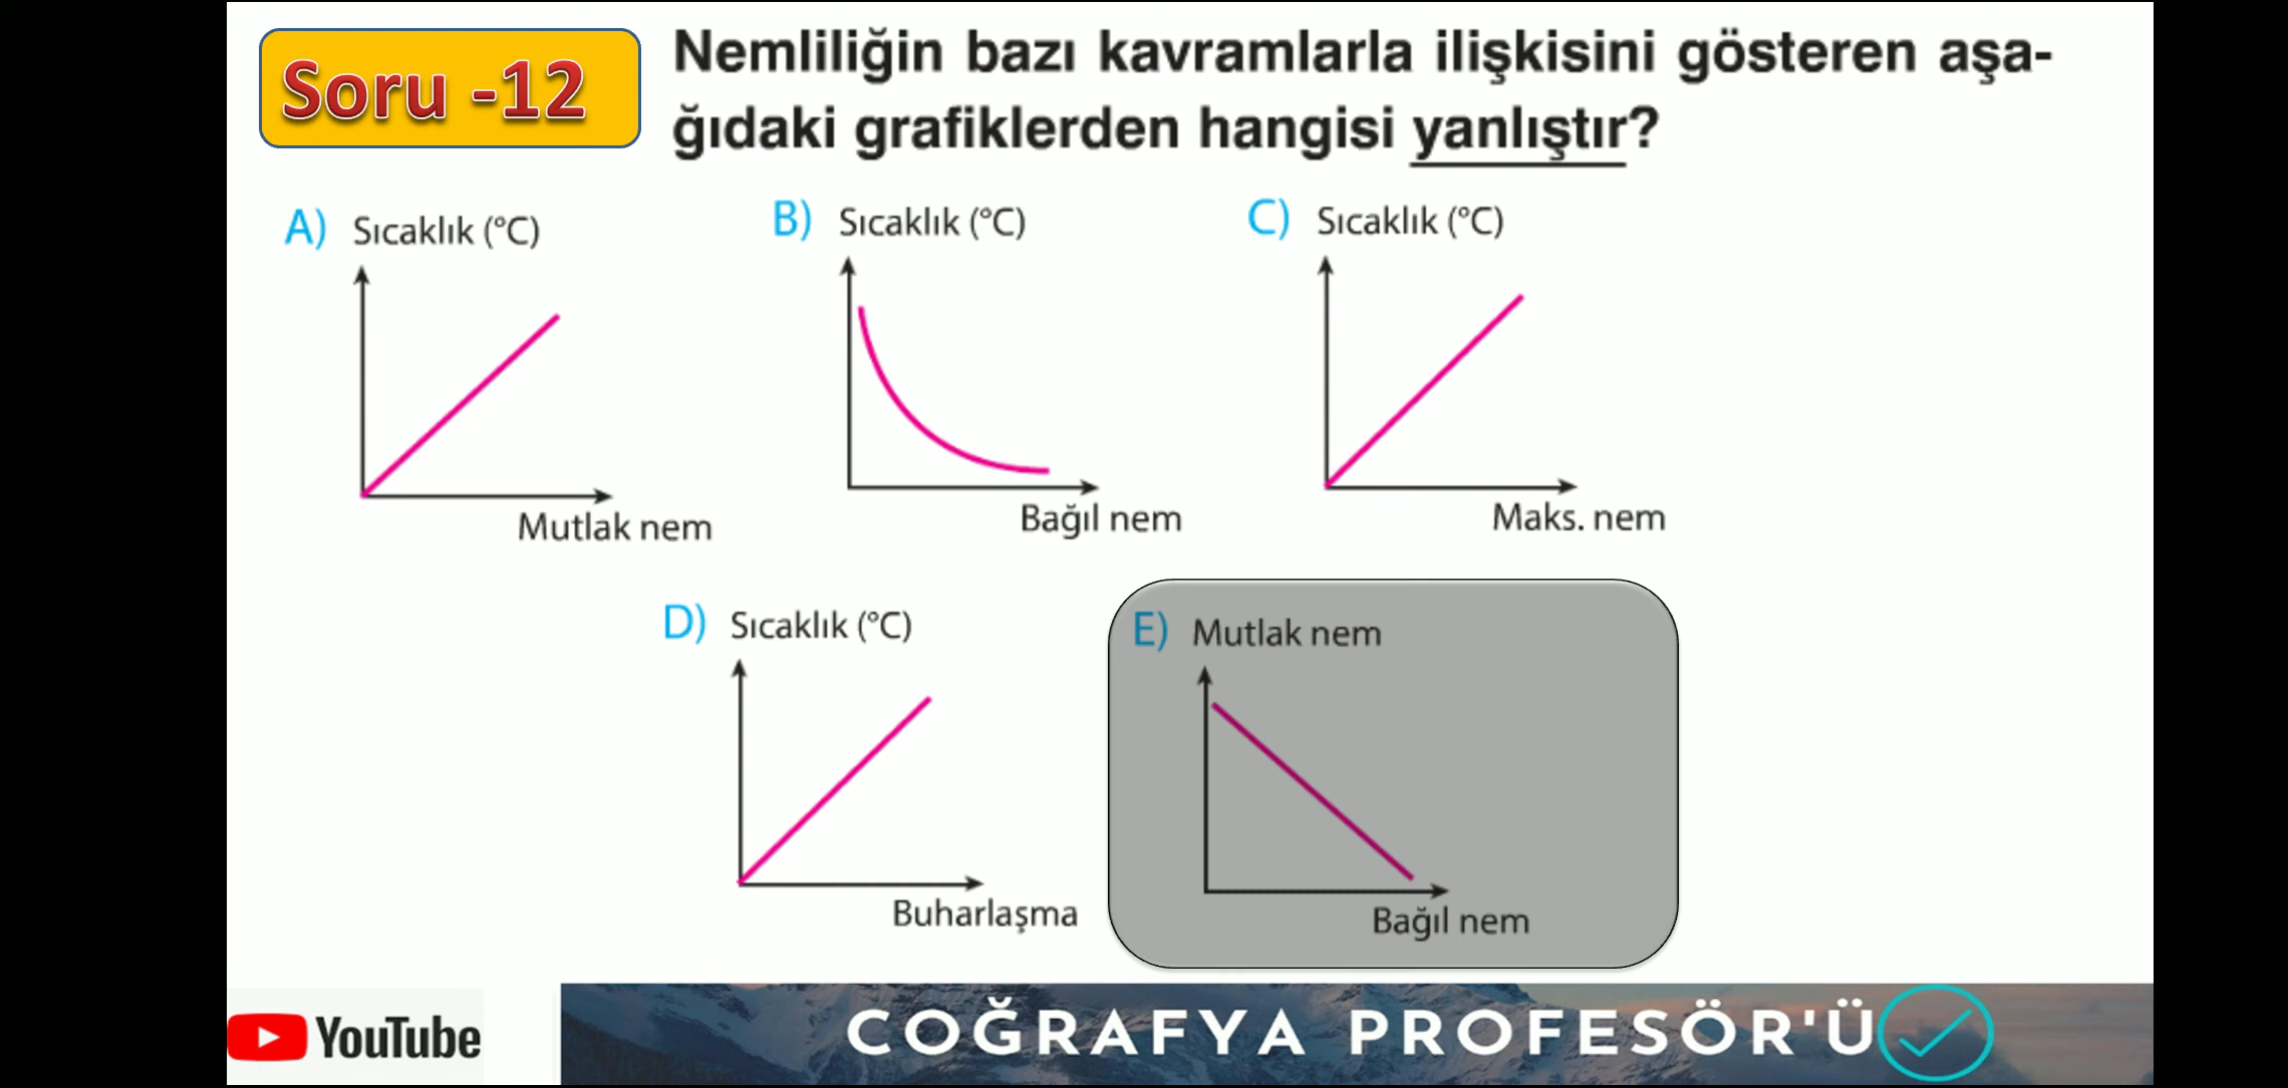 Soru -12
Nemliliğin bazı kavramlarla ilişkisini gösteren aşa-
ğıdaki grafiklerden hangisi yanlıştır?
A) Sıcaklık (°C)
Mutlak nem
B) Sıcaklık (°C)
Bağıl nem
C) Sıcaklık (°C)
Maks. nem
D) Sıcaklık (°C)
Buharlaşma
E) Mutlak nem
Bağıl nem
YouTube
COĞRAFYA PROFESÖR'Ü